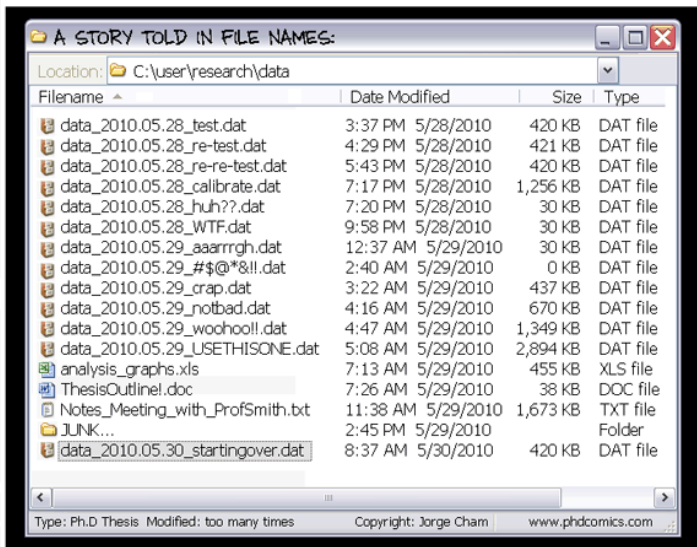 A STORY TOLD IN FILE NAMES:
Location: C:\user\research\data
Filename Date Modified Size Type
data_2010.05.28_test.dat 3:37 PM 5/28/2010 420 KB DAT file
data_2010.05.28_re-test.dat 4:29 PM 5/28/2010 421 KB DAT file
data_2010.05.28_re-re-test.dat 5:43 PM 5/28/2010 420 KB DAT file
data_2010.05.28_calibrate.dat 7:17 PM 5/28/2010 1,256 KB DAT file
data_2010.05.28_huh??.dat 7:20 PM 5/28/2010 30 KB DAT file
data_2010.05.28_WTF.dat 9:58 PM 5/28/2010 30 KB DAT file
data_2010.05.29_aaarrrgh.dat 12:37 AM 5/29/2010 30 KB DAT file
data_2010.05.29_#$@*&!!.dat 2:40 AM 5/29/2010 0 KB DAT file
data_2010.05.29_crap.dat 3:22 AM 5/29/2010 437 KB DAT file
data_2010.05.29_notbad.dat 4:16 AM 5/29/2010 670 KB DAT file
data_2010.05.29_woohoo!!.dat 4:47 AM 5/29/2010 1,349 KB DAT file
data_2010.05.29_USETHISONE.dat 5:08 AM 5/29/2010 2,894 KB DAT file
analysis_graphs.xls 7:13 AM 5/29/2010 455 KB XLS file
ThesisOutline!.doc 7:26 AM 5/29/2010 38 KB DOC file
Notes_Meeting_with_ProfSmith.txt 11:38 AM 5/29/2010 1,673 KB TXT file
JUNK... 2:45 PM 5/29/2010 Folder
data_2010.05.30_startingover.dat 8:37 AM 5/30/2010 420 KB DAT file
Type: Ph.D Thesis Modified: too many times Copyright: Jorge Cham www.phdcomics.com